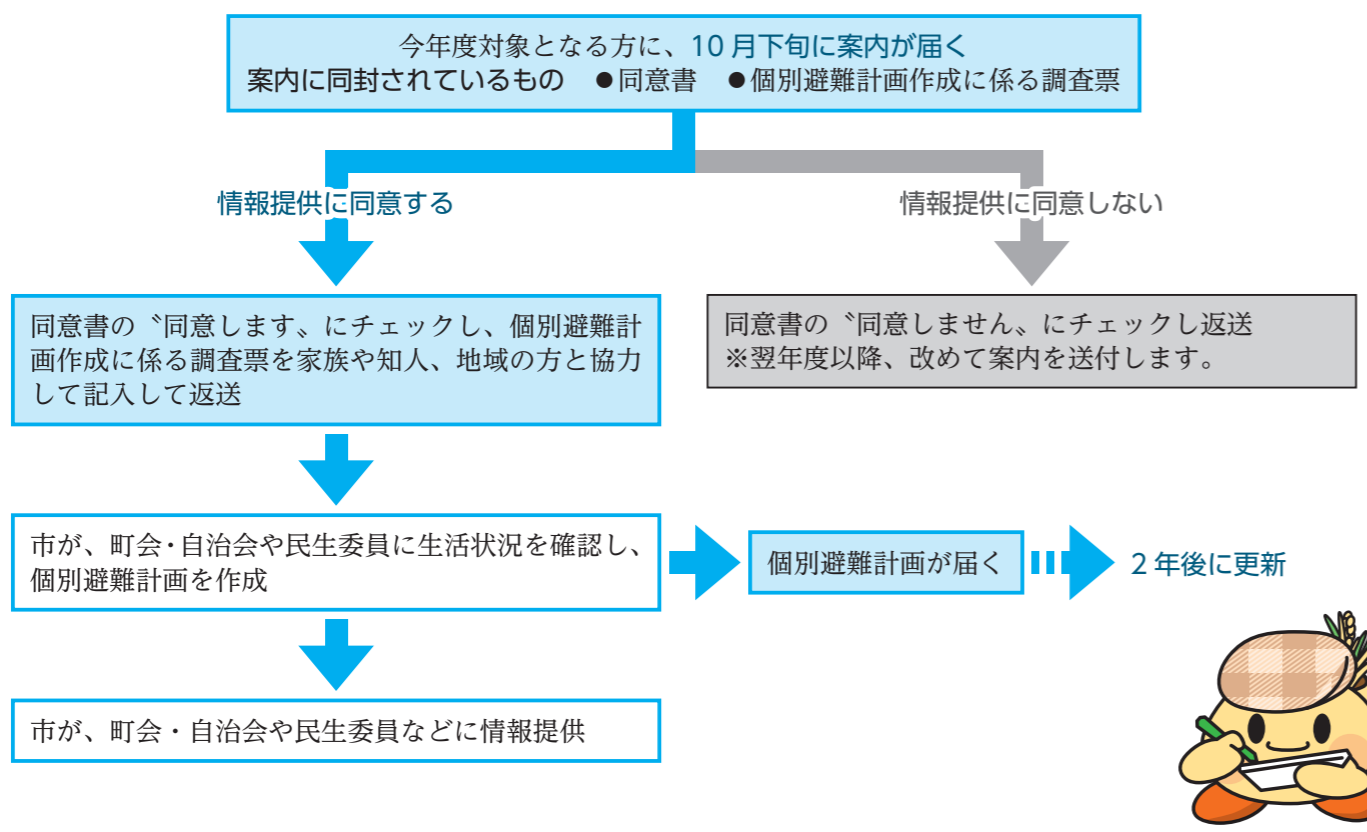 今年度対象となる方に、10月下旬に案内が届く
案内に同封されているもの　●同意書　●個別避難計画作成に係る調査票
情報提供に同意する
情報提供に同意しない
同意書の〝同意します〟にチェックし、個別避難計
画作成に係る調査票を家族や知人、地域の方と協力
して記入して返送
同意書の〝同意しません〟にチェックし返送
※翌年度以降、改めて案内を送付します。
市が、町会・自治会や民生委員に生活状況を確認し、
個別避難計画を作成
個別避難計画が届く
2年後に更新
市が、町会・自治会や民生委員などに情報提供